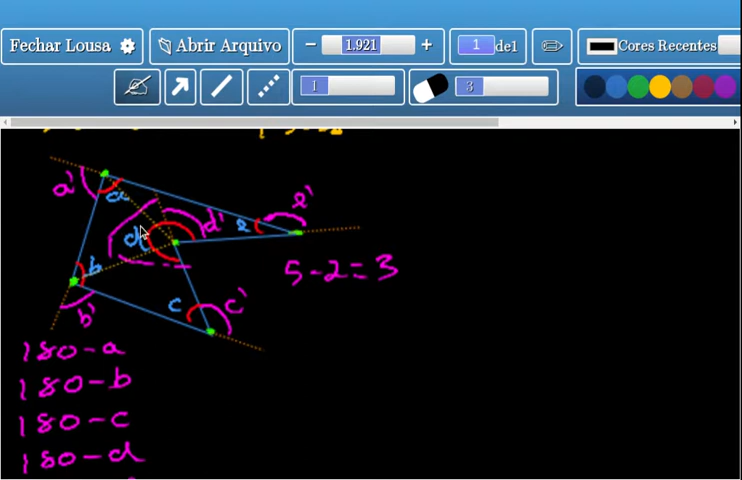 Fechar Lousa Abrir Arquivo - 1.921 + 1 de1 Cores Recentes
1 3
a' a e'
d' e
d
b
c c'
b'
5-2=3
180-a
180-b
180-c
180-d